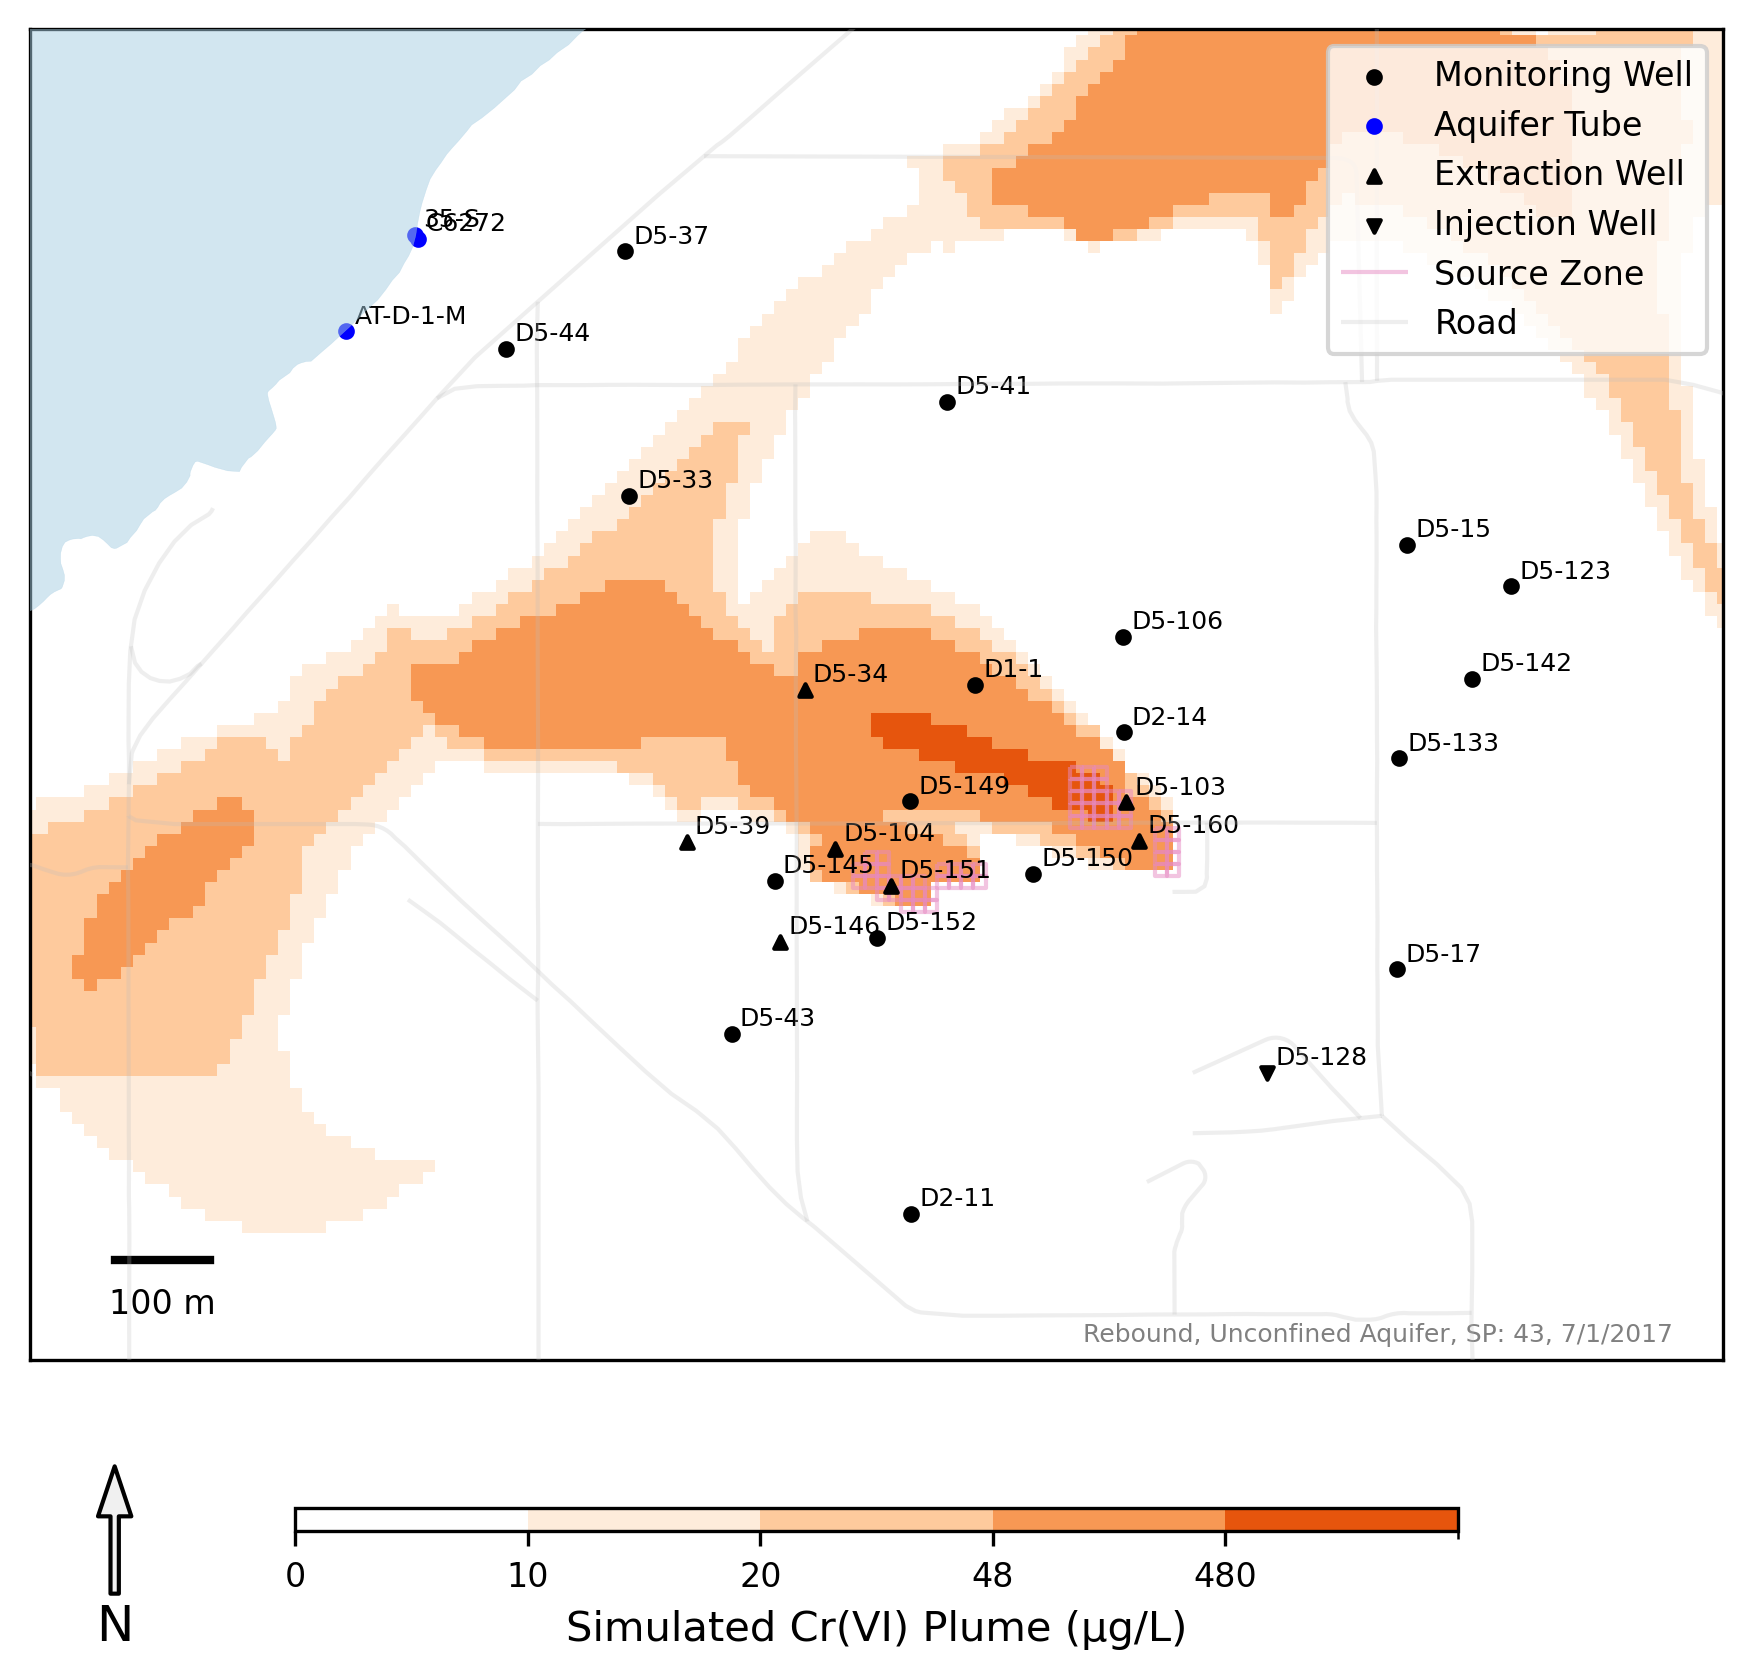 Monitoring Well
Aquifer Tube
Extraction Well
Injection Well
Source Zone
Road
35-S
C6272
D5-37
AT-D-1-M
D5-44
D5-41
D5-33
D5-15
D5-123
D5-106
D5-142
D5-34
D1-1
D2-14
D5-133
D5-149
D5-103
D5-39
D5-104
D5-160
D5-145
D5-151
D5-150
D5-146
D5-152
D5-17
D5-43
D5-128
D2-11
100 m
Rebound, Unconfined Aquifer, SP: 43, 7/1/2017
0 10 20 48 480
Simulated Cr(VI) Plume (μg/L)
N